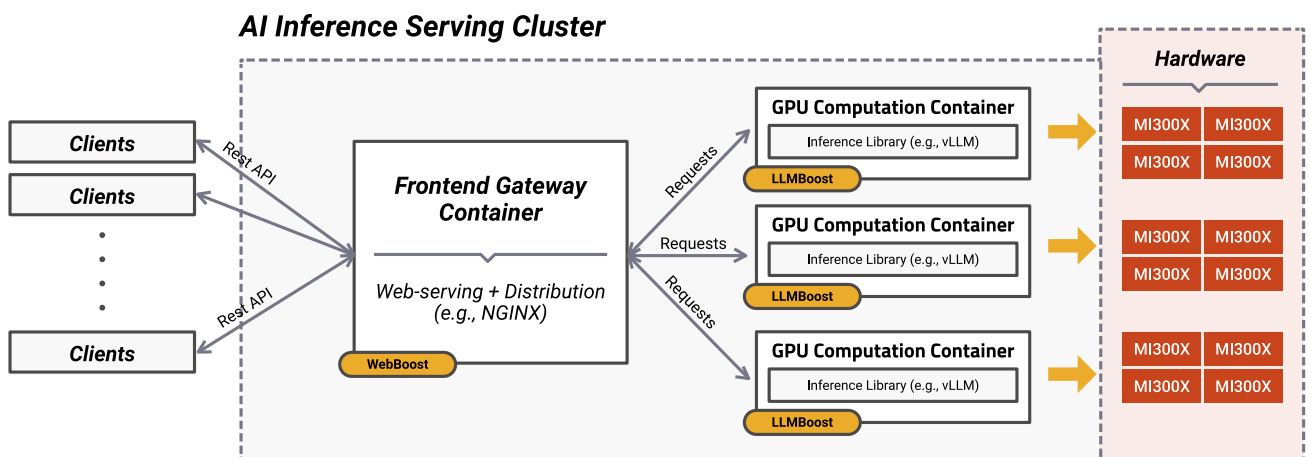 AI Inference Serving Cluster
Hardware
Clients
Clients
Clients
Rest API
Rest API
Frontend Gateway
Container
Web-serving + Distribution
(e.g., NGINX)
WebBoost
Requests
Requests
Requests
GPU Computation Container
Inference Library (e.g., vLLM)
LLMBoost
GPU Computation Container
Inference Library (e.g., vLLM)
LLMBoost
GPU Computation Container
Inference Library (e.g., vLLM)
LLMBoost
MI300X MI300X
MI300X MI300X
MI300X MI300X
MI300X MI300X
MI300X MI300X
MI300X MI300X